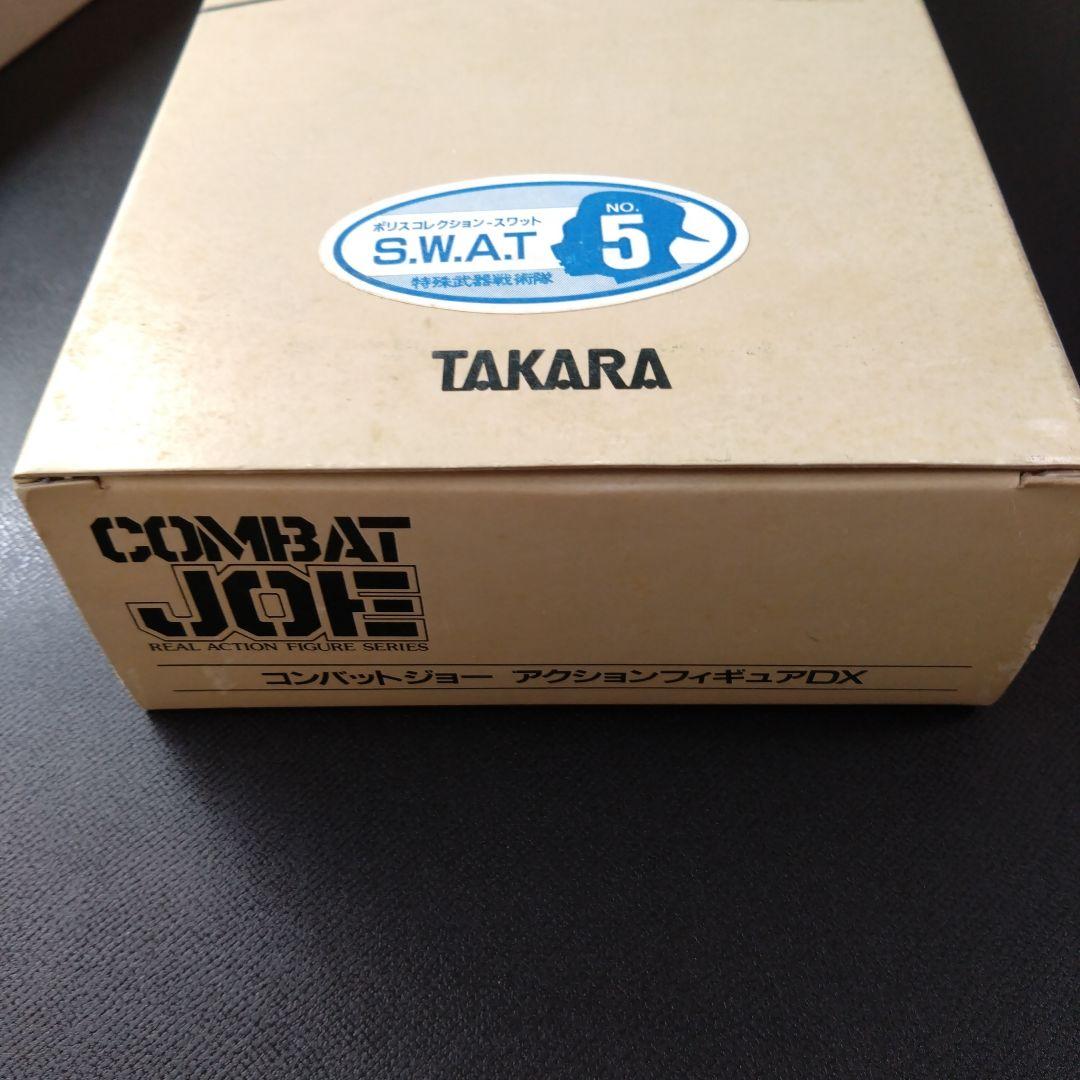 ポリスコレクション-スワット
S.W.A.T
NO.
5
特殊武器戦術隊
TAKARA
COMBAT
JOE
REAL ACTION FIGURE SERIES
コンバットジョー アクションフィギュアDX